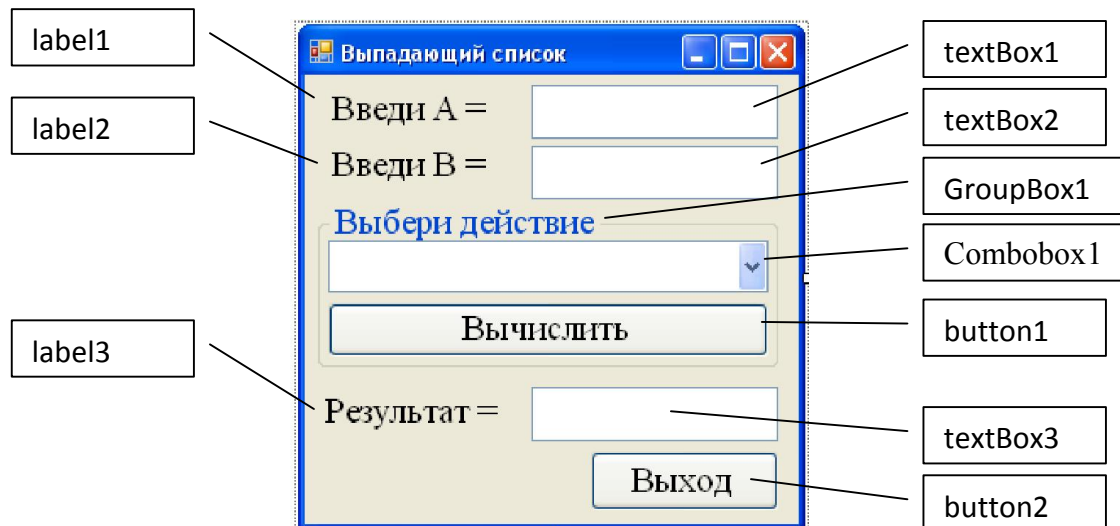 label1
Выпадающий список
textBox1
Введи A =
label2
textBox2
Введи B =
GroupBox1
Выбери действие
Combobox1
Вычислить
button1
label3
Результат =
textBox3
Выход
button2